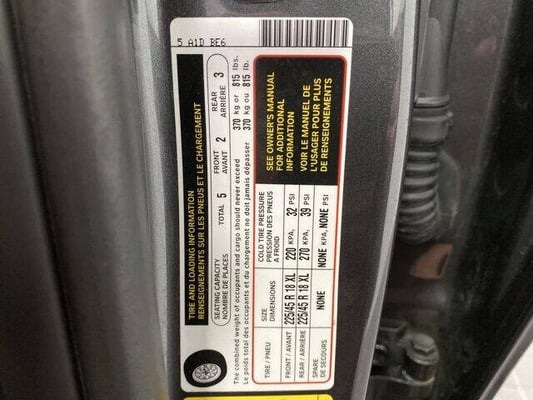 5 A1D BE6
TIRE AND LOADING INFORMATION
RENSEIGNEMENTS SUR LES PNEUS ET LE CHARGEMENT
SEATING CAPACITY
NOMBRE DE PLACES
TOTAL 5
FRONT
AVANT 2
REAR
ARRIÈRE 3
The combined weight of occupants and cargo should never exceed 370 kg or 815 lbs.
Le poids total des occupants et du chargement ne doit jamais dépasser 370 kg ou 815 lb.
TIRE / PNEU
SIZE
DIMENSIONS
COLD TIRE PRESSURE
PRESSION DES PNEUS
A FROID
FRONT / AVANT 225/45 R 18 XL 220 KPA, 32 PSI
REAR / ARRIÈRE 225/45 R 18 XL 270 KPA, 39 PSI
SPARE
DE SECOURS
NONE
NONE KPA, NONE PSI
SEE OWNER'S MANUAL
FOR ADDITIONAL
INFORMATION
VOIR LE MANUEL DE
L'USAGER POUR PLUS
DE RENSEIGNEMENTS